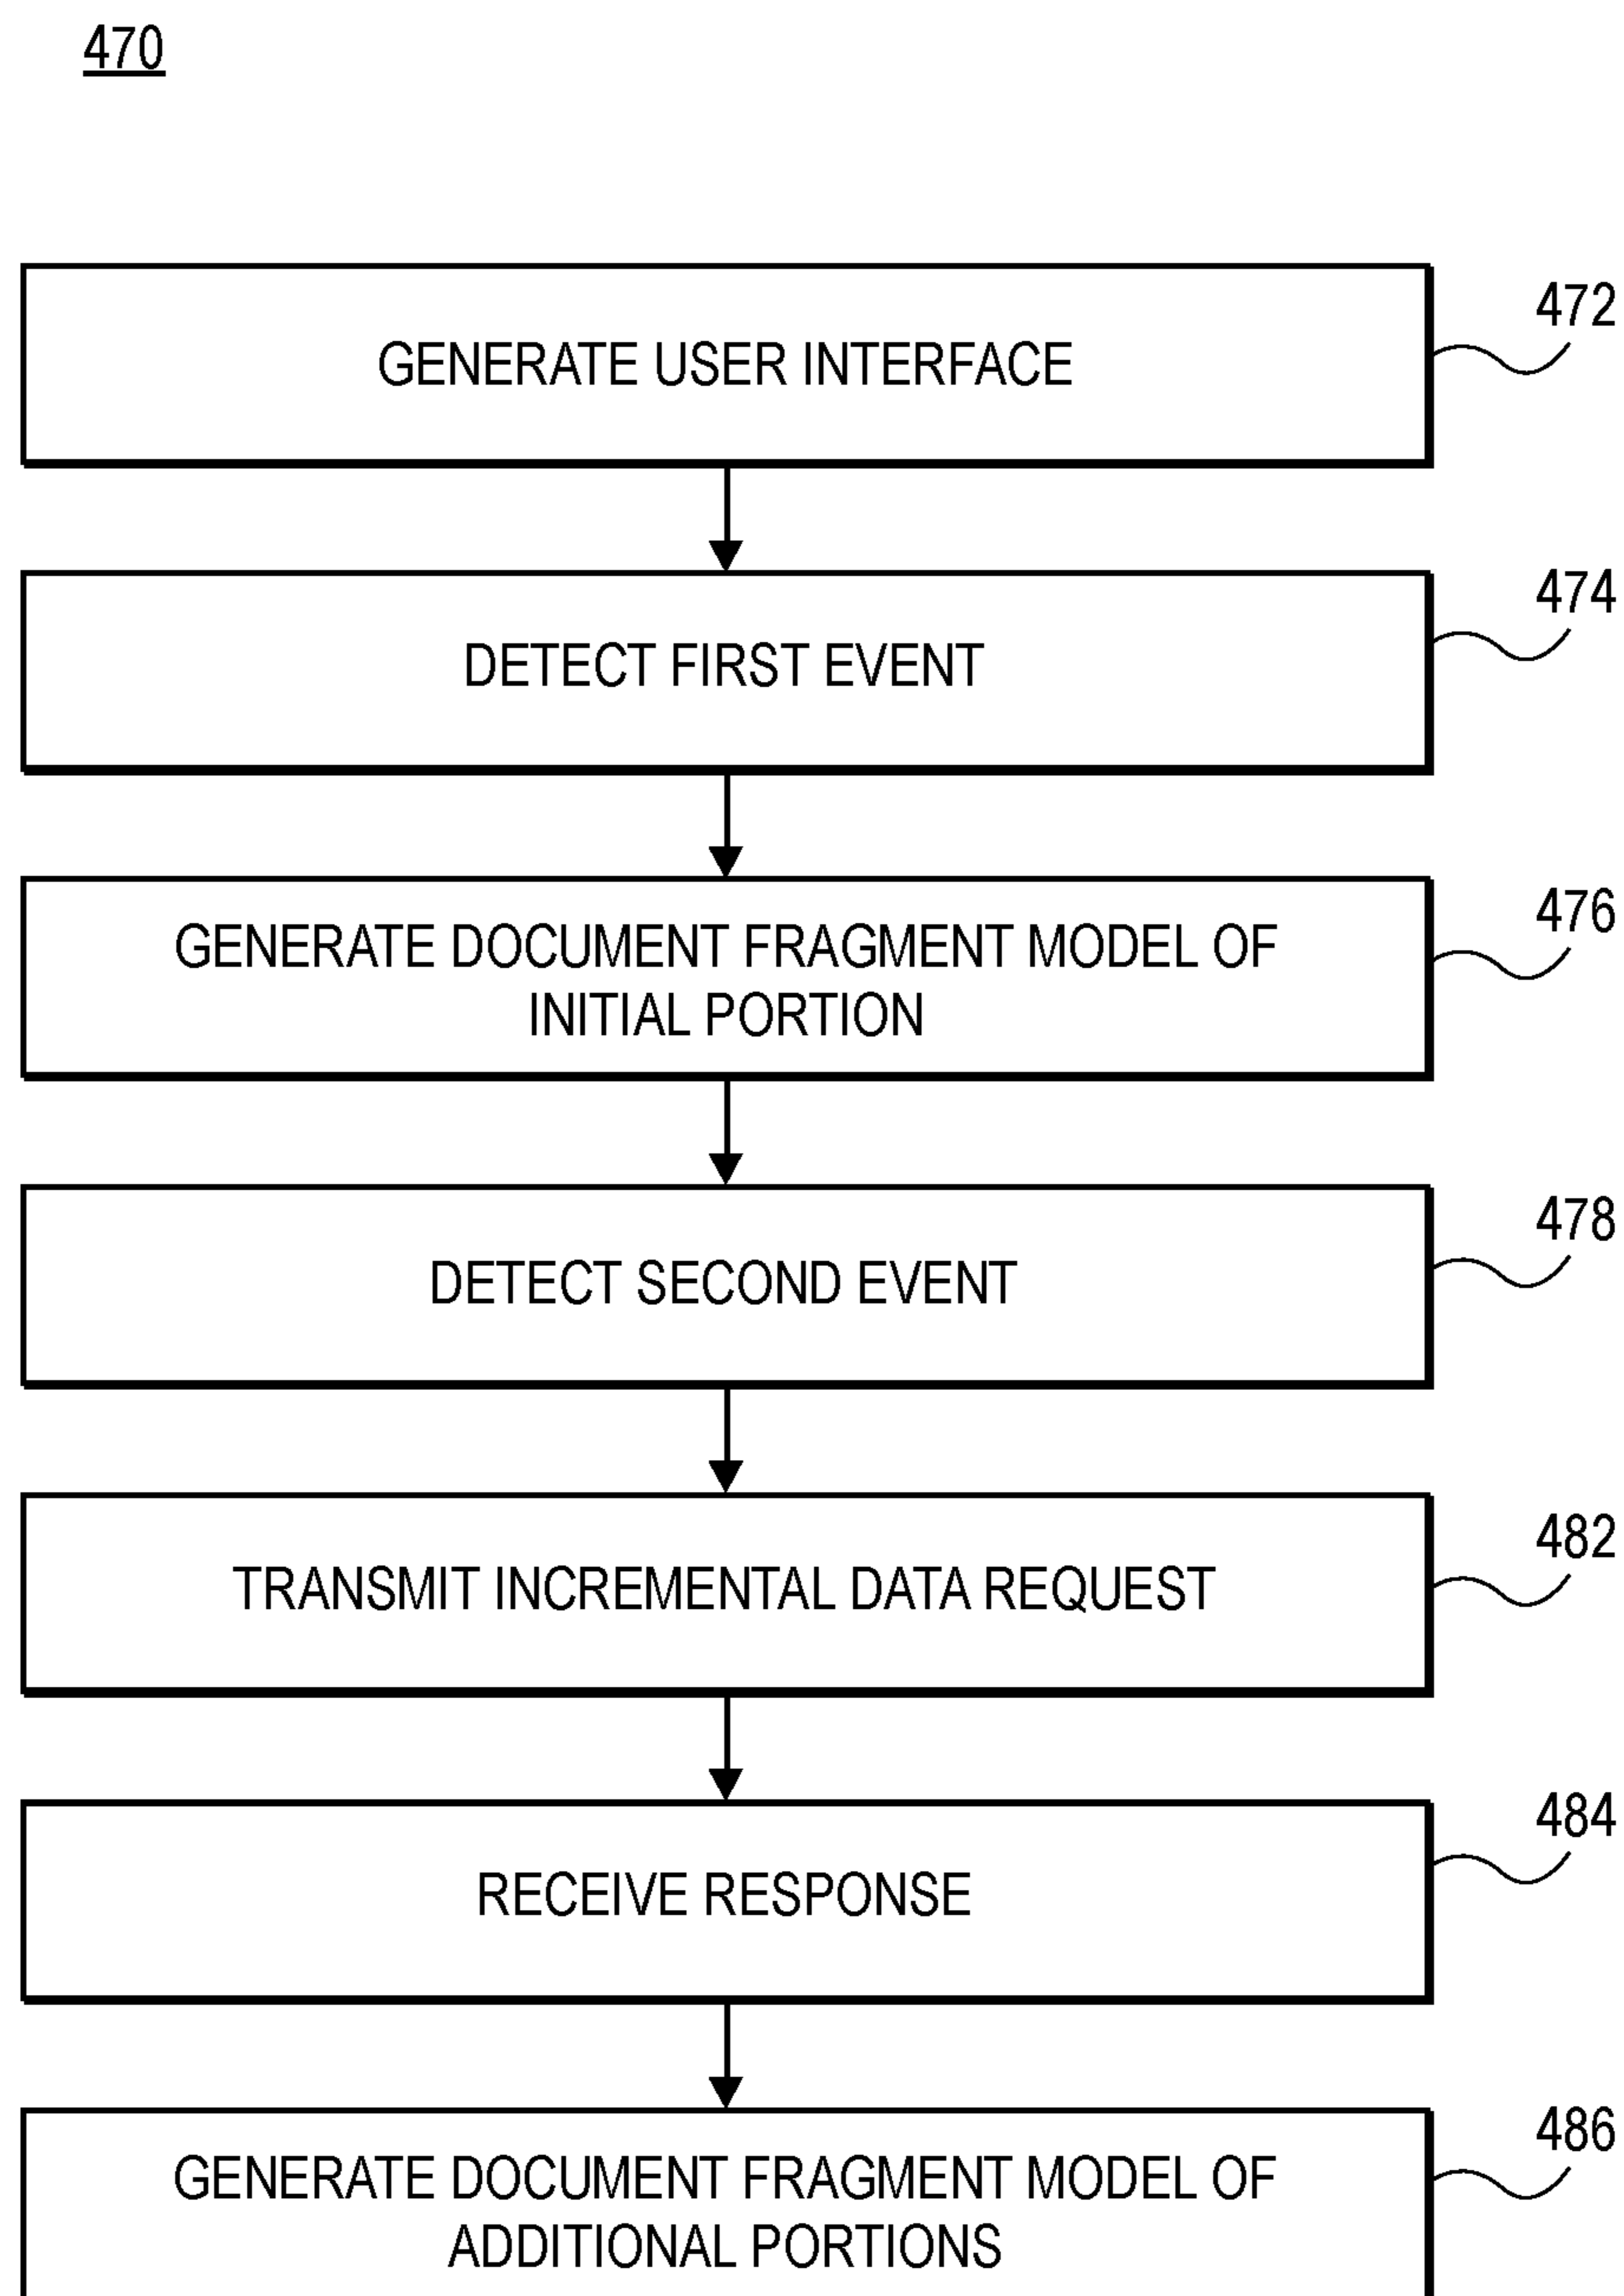 470
GENERATE USER INTERFACE
472
DETECT FIRST EVENT
474
GENERATE DOCUMENT FRAGMENT MODEL OF
INITIAL PORTION
476
DETECT SECOND EVENT
478
TRANSMIT INCREMENTAL DATA REQUEST
482
RECEIVE RESPONSE
484
GENERATE DOCUMENT FRAGMENT MODEL OF
ADDITIONAL PORTIONS
486